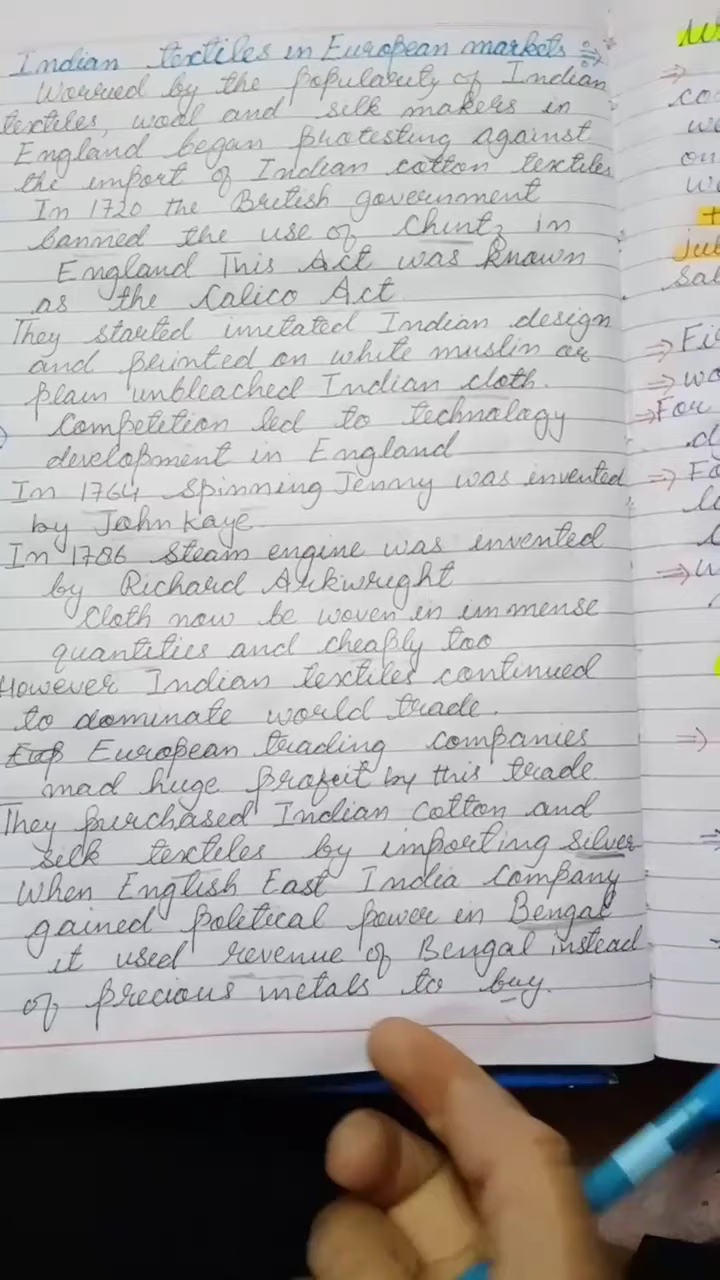 Indian textiles in European markets :⇒
Worried by the popularity of Indian
textiles, wool and silk makers in
England began protesting against
the import of Indian cotton textiles
In 1720 the British government
banned the use of Chintz in
England This Act was known
as the Calico Act
They started imetated Indian design
and printed on white muslin or
plain unbleached Indian cloth.
Competetion led to technalagy
development in England
In 1764 Spinning Jenny was invented
by John Kaye
In 1786 Steam engine was invented
by Richard Arkwright
Cloth now be woven in immense
quantities and cheaply too
However Indian textiles continued
to dominate world trade.
European trading companies
mad huge profit by this trade
They purchased Indian cotton and
silk textiles by importing silver
When English East India Company
gained political power in Bengal
it used revenue of Bengal instead
of precious metals to buy.
⇒
+
⇒
⇒
⇒ For
⇒
⇒
⇒
⇒